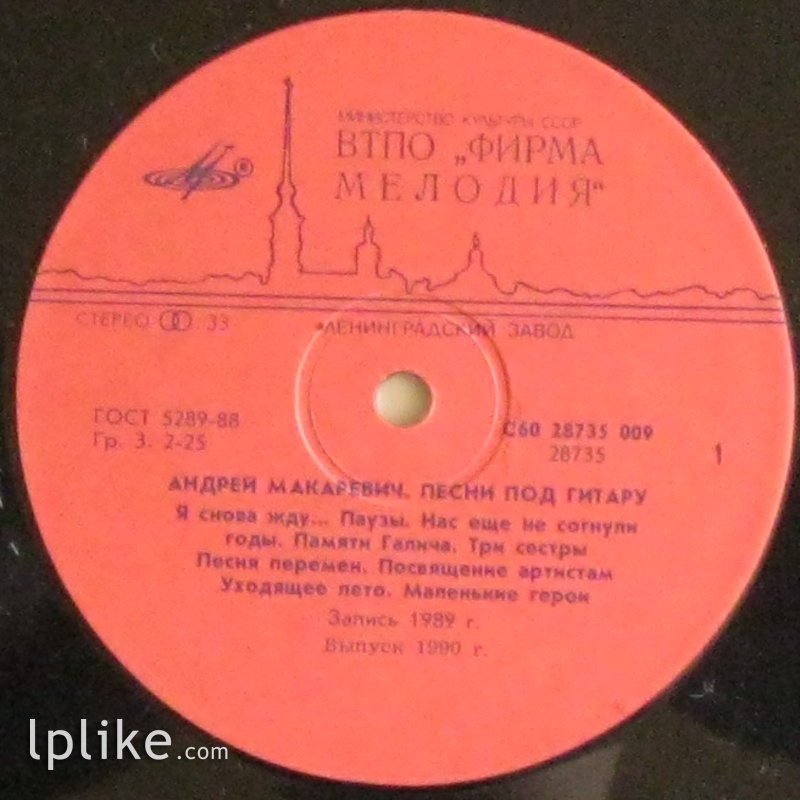 МИНИСТЕРСТВО КУЛЬТУРЫ СССР
ВТПО „ФИРМА
МЕЛОДИЯ“
®
СТЕРЕО 33
ЛЕНИНГРАДСКИЙ ЗАВОД
ГОСТ 5289-88
Гр. 3. 2-25
С60 28735 009
28735
1
АНДРЕЙ МАКАРЕВИЧ. ПЕСНИ ПОД ГИТАРУ
Я снова жду... Паузы. Нас еще не согнули
годы. Памяти Галича. Три сестры
Песня перемен. Посвящение артистам
Уходящее лето. Маленькие герои
Запись 1989 г.
Выпуск 1990 г.
lplike.com